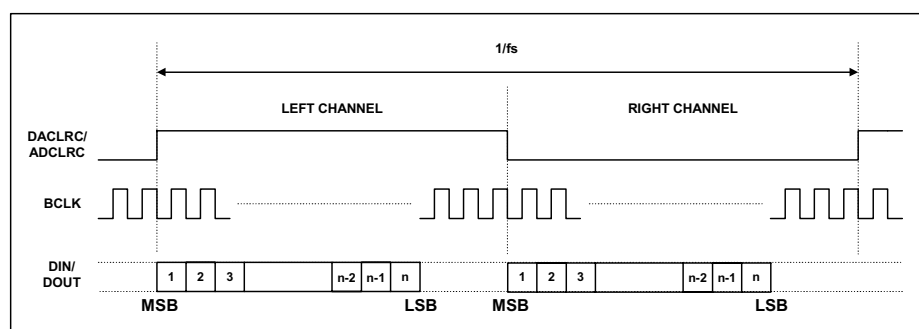 1/fs
LEFT CHANNEL
RIGHT CHANNEL
DACLRC/
ADCLRC
BCLK
DIN/
DOUT
1 2 3 n-2 n-1 n 1 2 3 n-2 n-1 n
MSB LSB MSB LSB